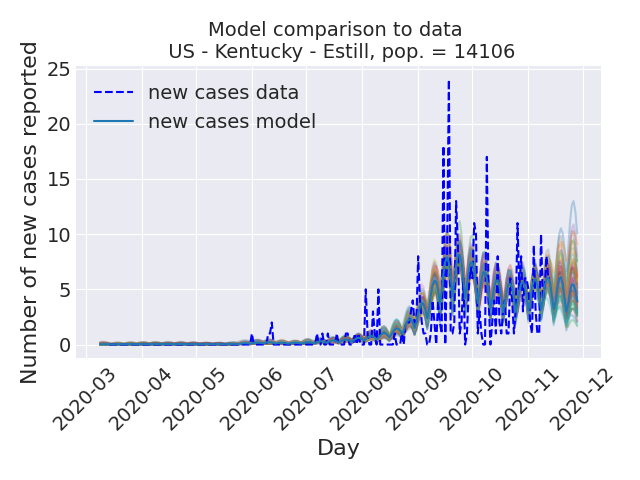 Model comparison to data
US - Kentucky - Estill, pop. = 14106
Number of new cases reported
25
20
15
10
5
0
new cases data
new cases model
2020-03
2020-04
2020-05
2020-06
2020-07
2020-08
2020-09
2020-10
2020-11
2020-12
Day